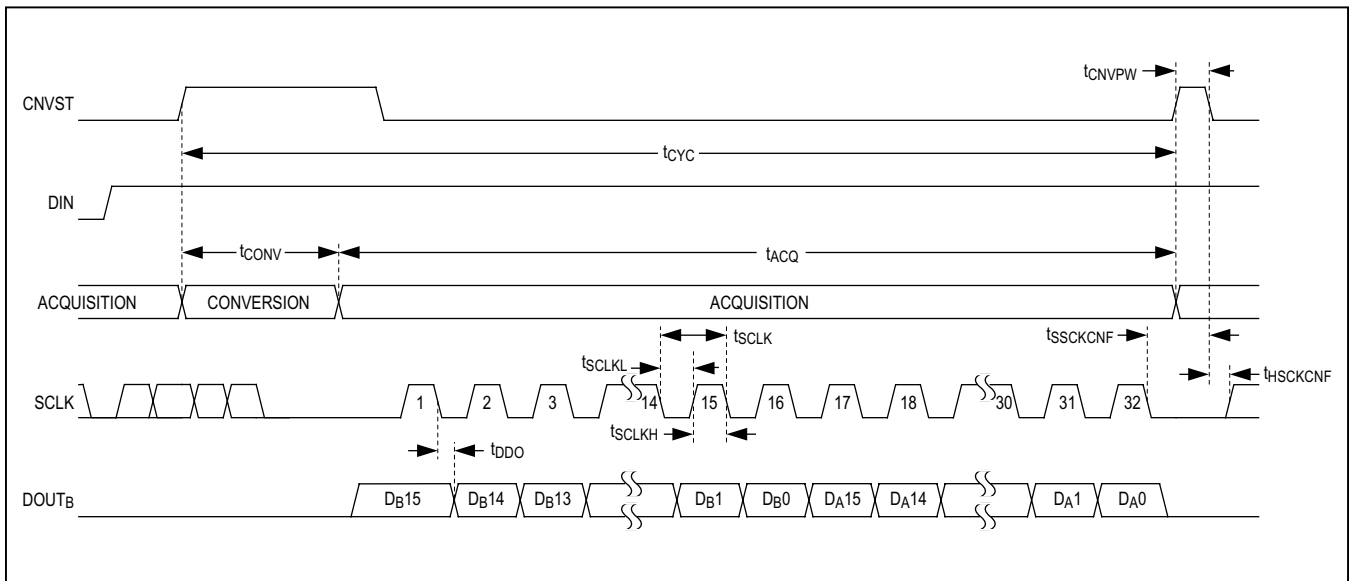 tCNVPW
CNVST
tCYC
DIN
tCONV tACQ
ACQUISITION CONVERSION ACQUISITION
tSCLK tSSCKCNF
tSCLKL tHSCKCNF
SCLK 1 2 3 14 15 16 17 18 30 31 32
tSCLKH
tDDO
DOUTB DB15 DB14 DB13 DB1 DB0 DA15 DA14 DA1 DA0